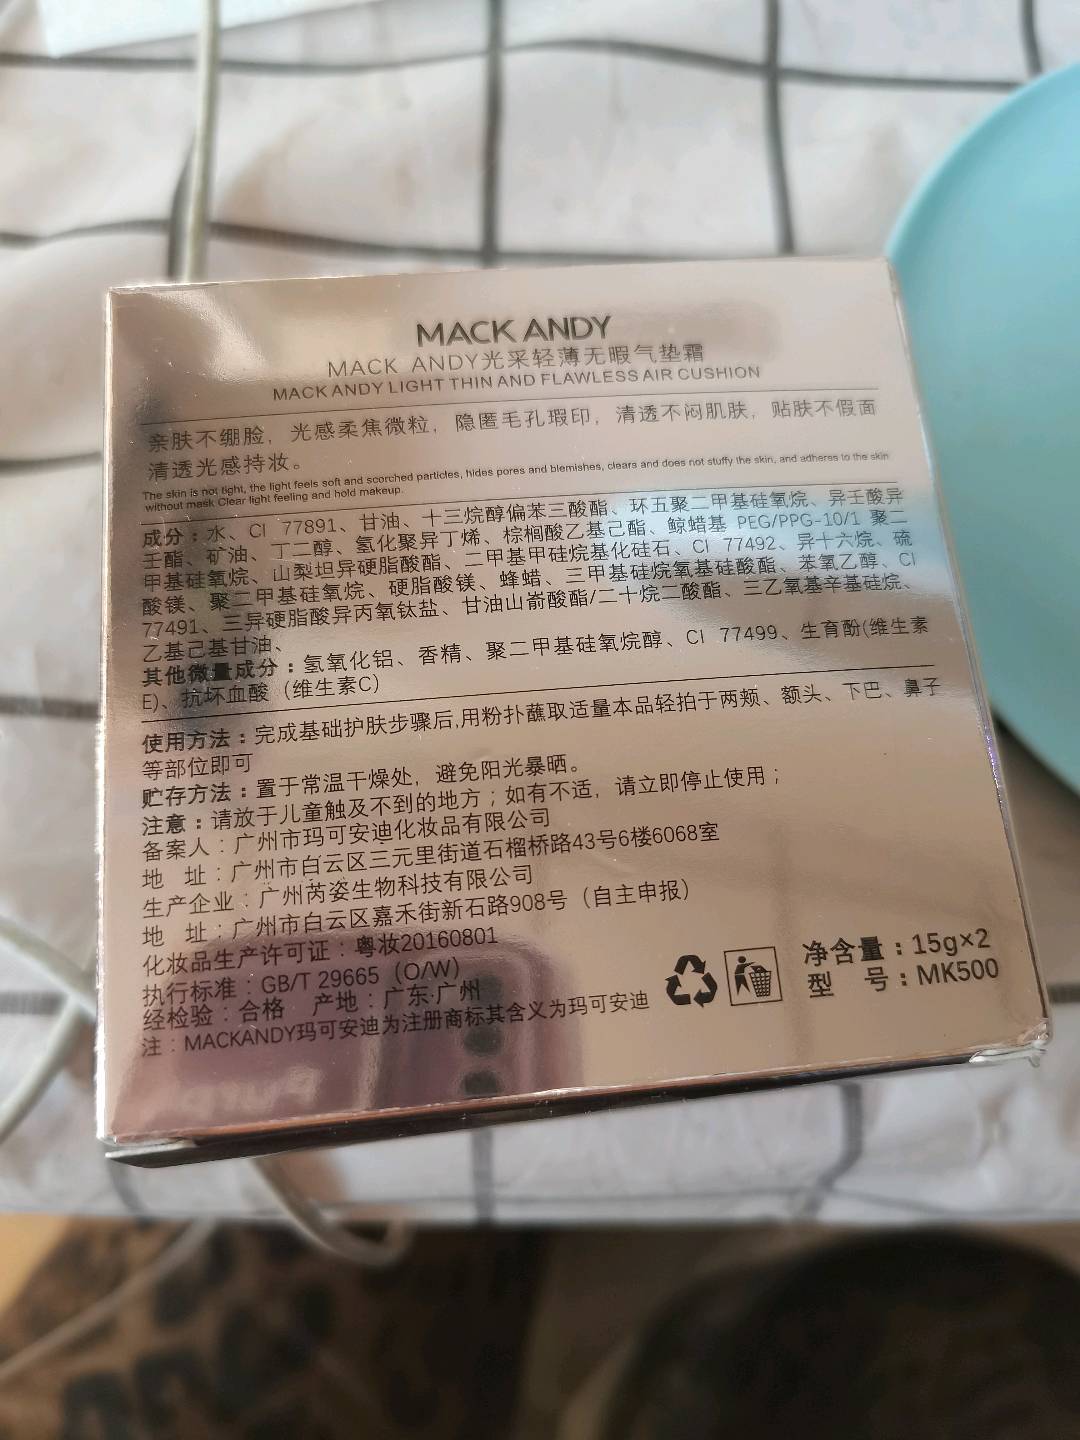 MACK ANDY
MACK ANDY光采轻薄无暇气垫霜
MACK ANDY LIGHT THIN AND FLAWLESS AIR CUSHION
亲肤不绷脸，光感柔焦微粒，隐匿毛孔瑕印，清透不闷肌肤，贴肤不假面
清透光感持妆。
The skin is not tight, the light feels soft and scorched particles, hides pores and blemishes, clears and does not stuffy the skin, and adheres to the skin
without mask Clear light feeling and hold makeup.
成分：水、CI 77891、甘油、十三烷醇偏苯三酸酯、环五聚二甲基硅氧烷、异壬酸异
壬酯、矿油、丁二醇、氢化聚异丁烯、棕榈酸乙基己酯、鲸蜡基 PEG/PPG-10/1 聚二
甲基硅氧烷、山梨坦异硬脂酸酯、二甲基甲硅烷基化硅石、CI 77492、异十六烷、硫
酸镁、聚二甲基硅氧烷、硬脂酸镁、蜂蜡、三甲基硅烷氧基硅酸酯、苯氧乙醇、CI
77491、三异硬脂酸异丙氧钛盐、甘油山嵛酸酯/二十烷二酸酯、三乙氧基辛基硅烷、
乙基己基甘油、
其他微量成分：氢氧化铝、香精、聚二甲基硅氧烷醇、CI 77499、生育酚(维生素
E)、抗坏血酸（维生素C）
使用方法：完成基础护肤步骤后,用粉扑蘸取适量本品轻拍于两颊、额头、下巴、鼻子
等部位即可
贮存方法：置于常温干燥处，避免阳光暴晒。
注意：请放于儿童触及不到的地方；如有不适，请立即停止使用；
备案人：广州市玛可安迪化妆品有限公司
地 址：广州市白云区三元里街道石榴桥路43号6楼6068室
生产企业：广州芮姿生物科技有限公司
地 址：广州市白云区嘉禾街新石路908号（自主申报）
化妆品生产许可证：粤妆20160801
执行标准：GB/T 29665（O/W）
经检验：合格 产地：广东·广州
注：MACKANDY玛可安迪为注册商标其含义为玛可安迪
净含量：15g×2
型 号：MK500